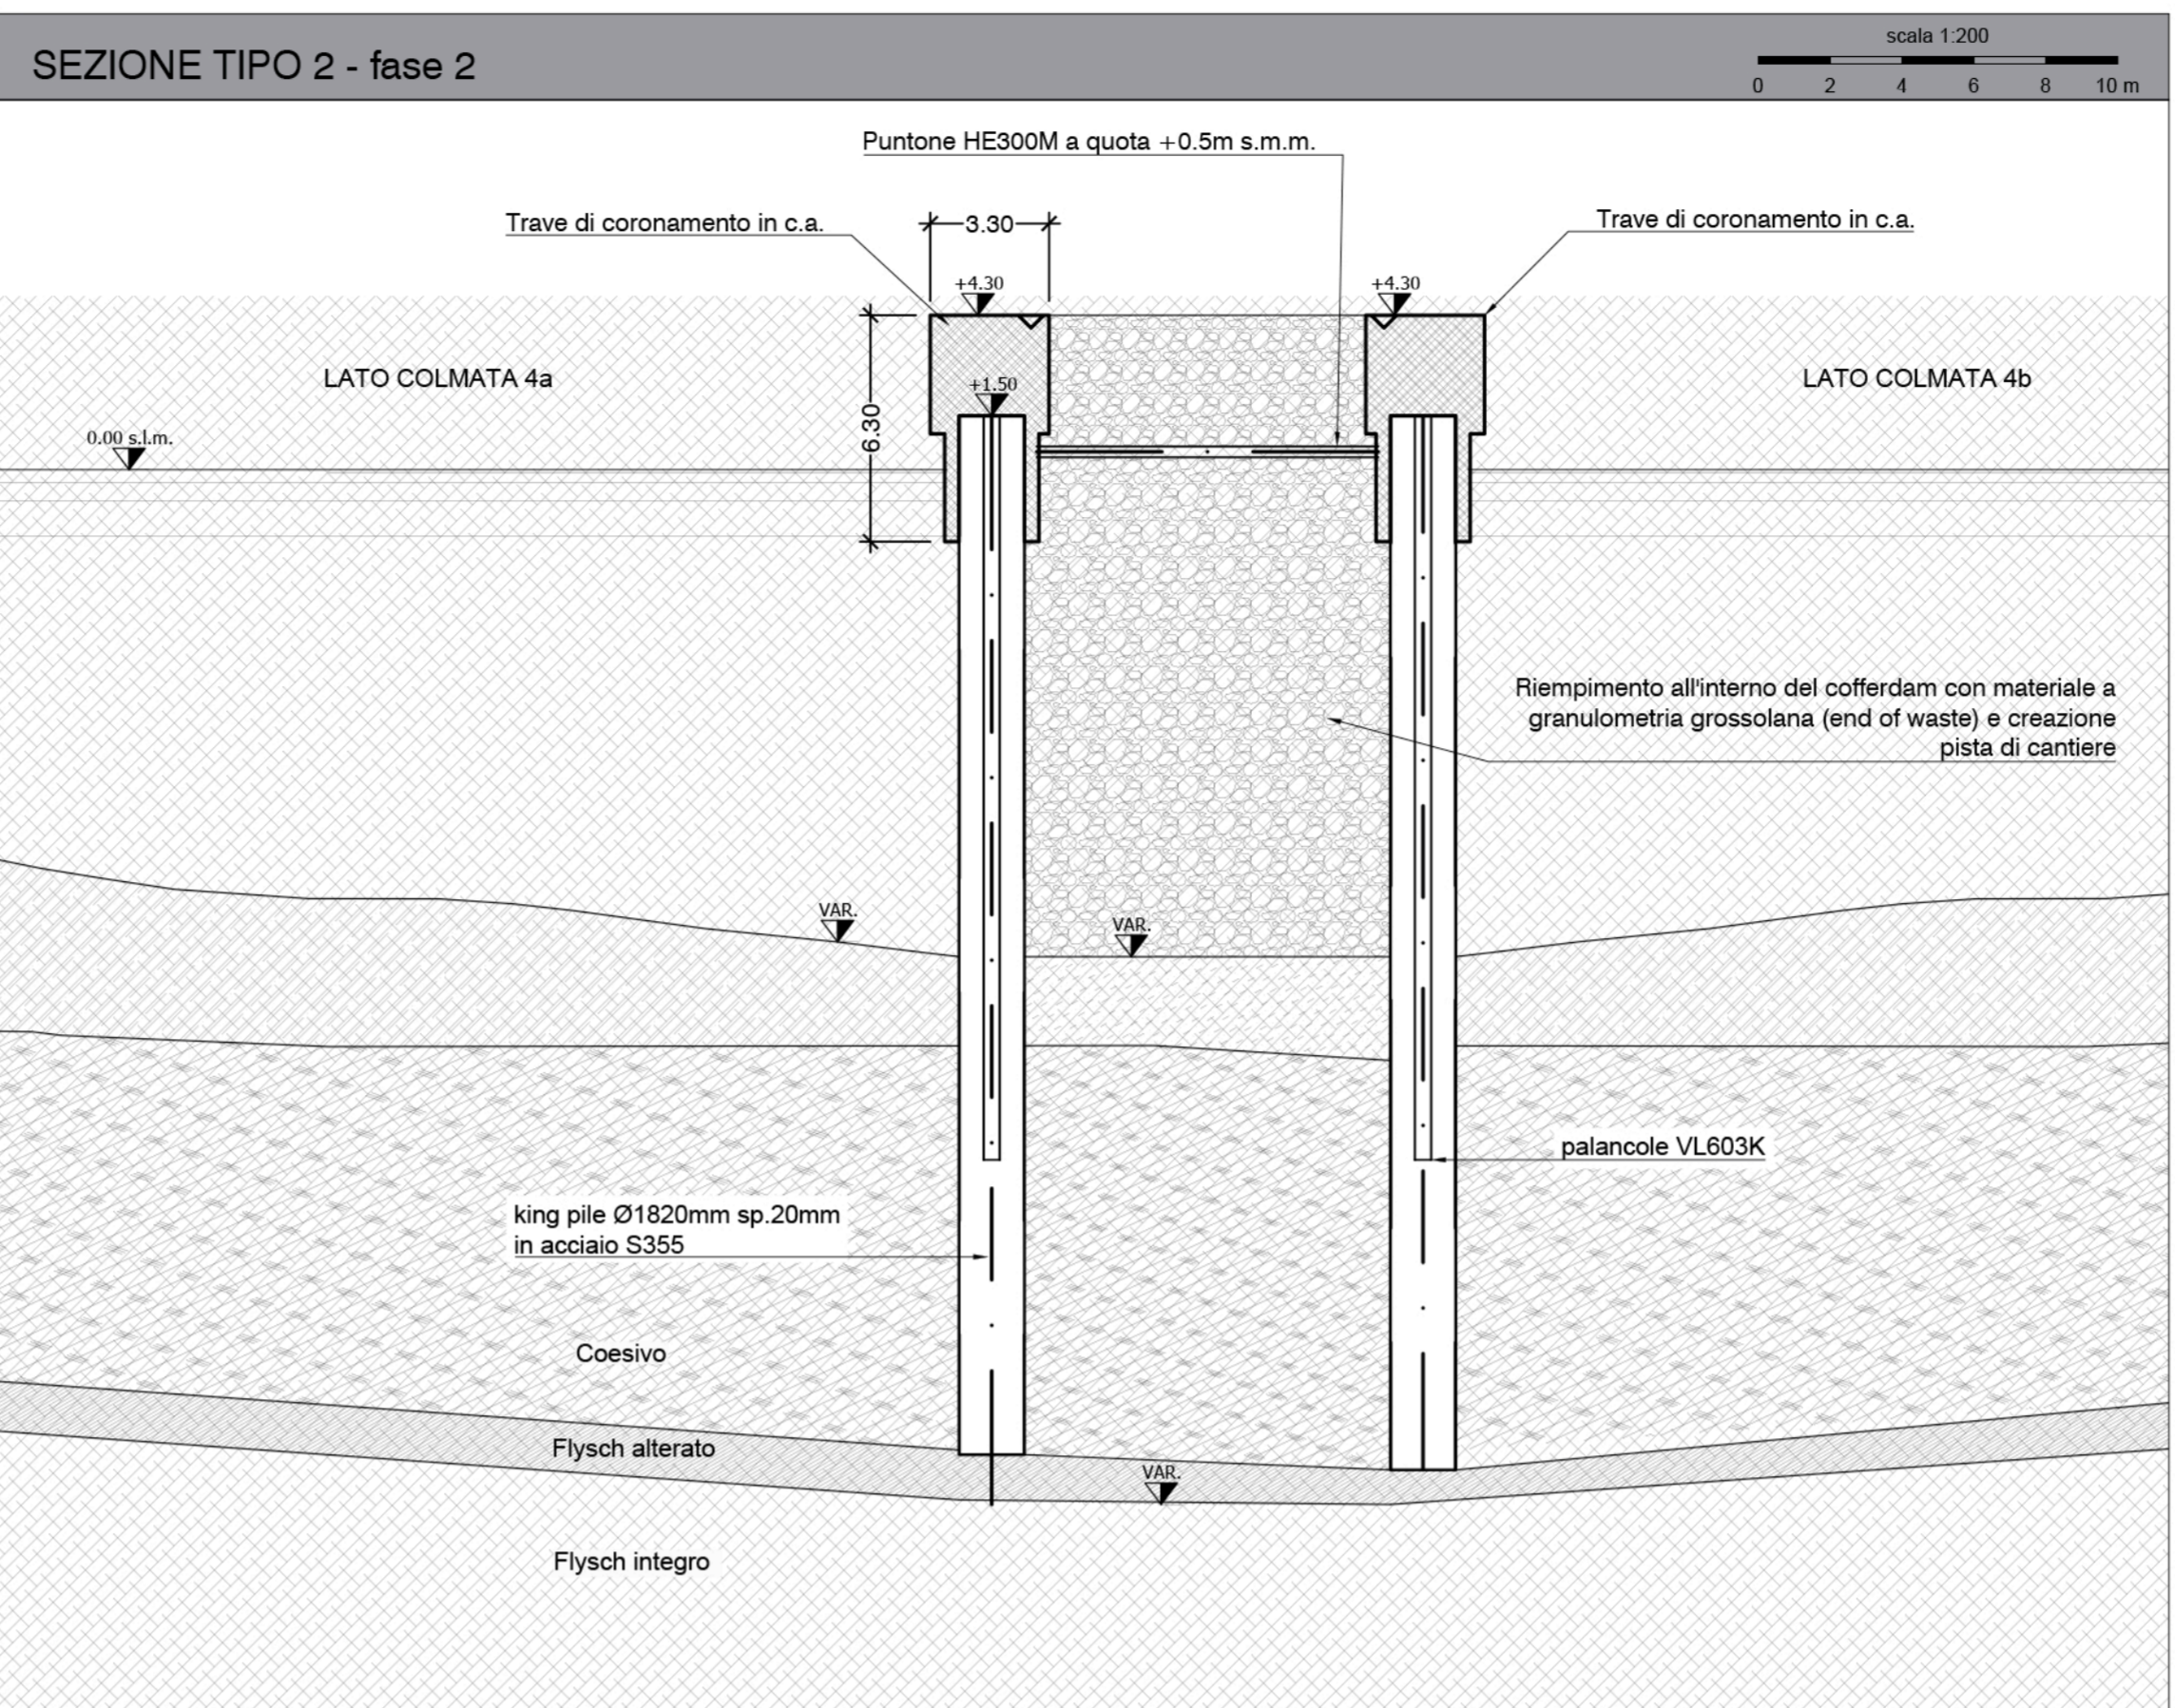 SEZIONE TIPO 2 - fase 2
scala 1:200
0 2 4 6 8 10 m
Puntone HE300M a quota +0.5m s.m.m.
Trave di coronamento in c.a.
3.30
Trave di coronamento in c.a.
+4.30
+4.30
LATO COLMATA 4a
+1.50
LATO COLMATA 4b
6.30
0.00 s.l.m.
Riempimento all'interno del cofferdam con materiale a
granulometria grossolana (end of waste) e creazione
pista di cantiere
VAR.
VAR.
palancole VL603K
king pile Ø1820mm sp.20mm
in acciaio S355
Coesivo
Flysch alterato
VAR.
Flysch integro